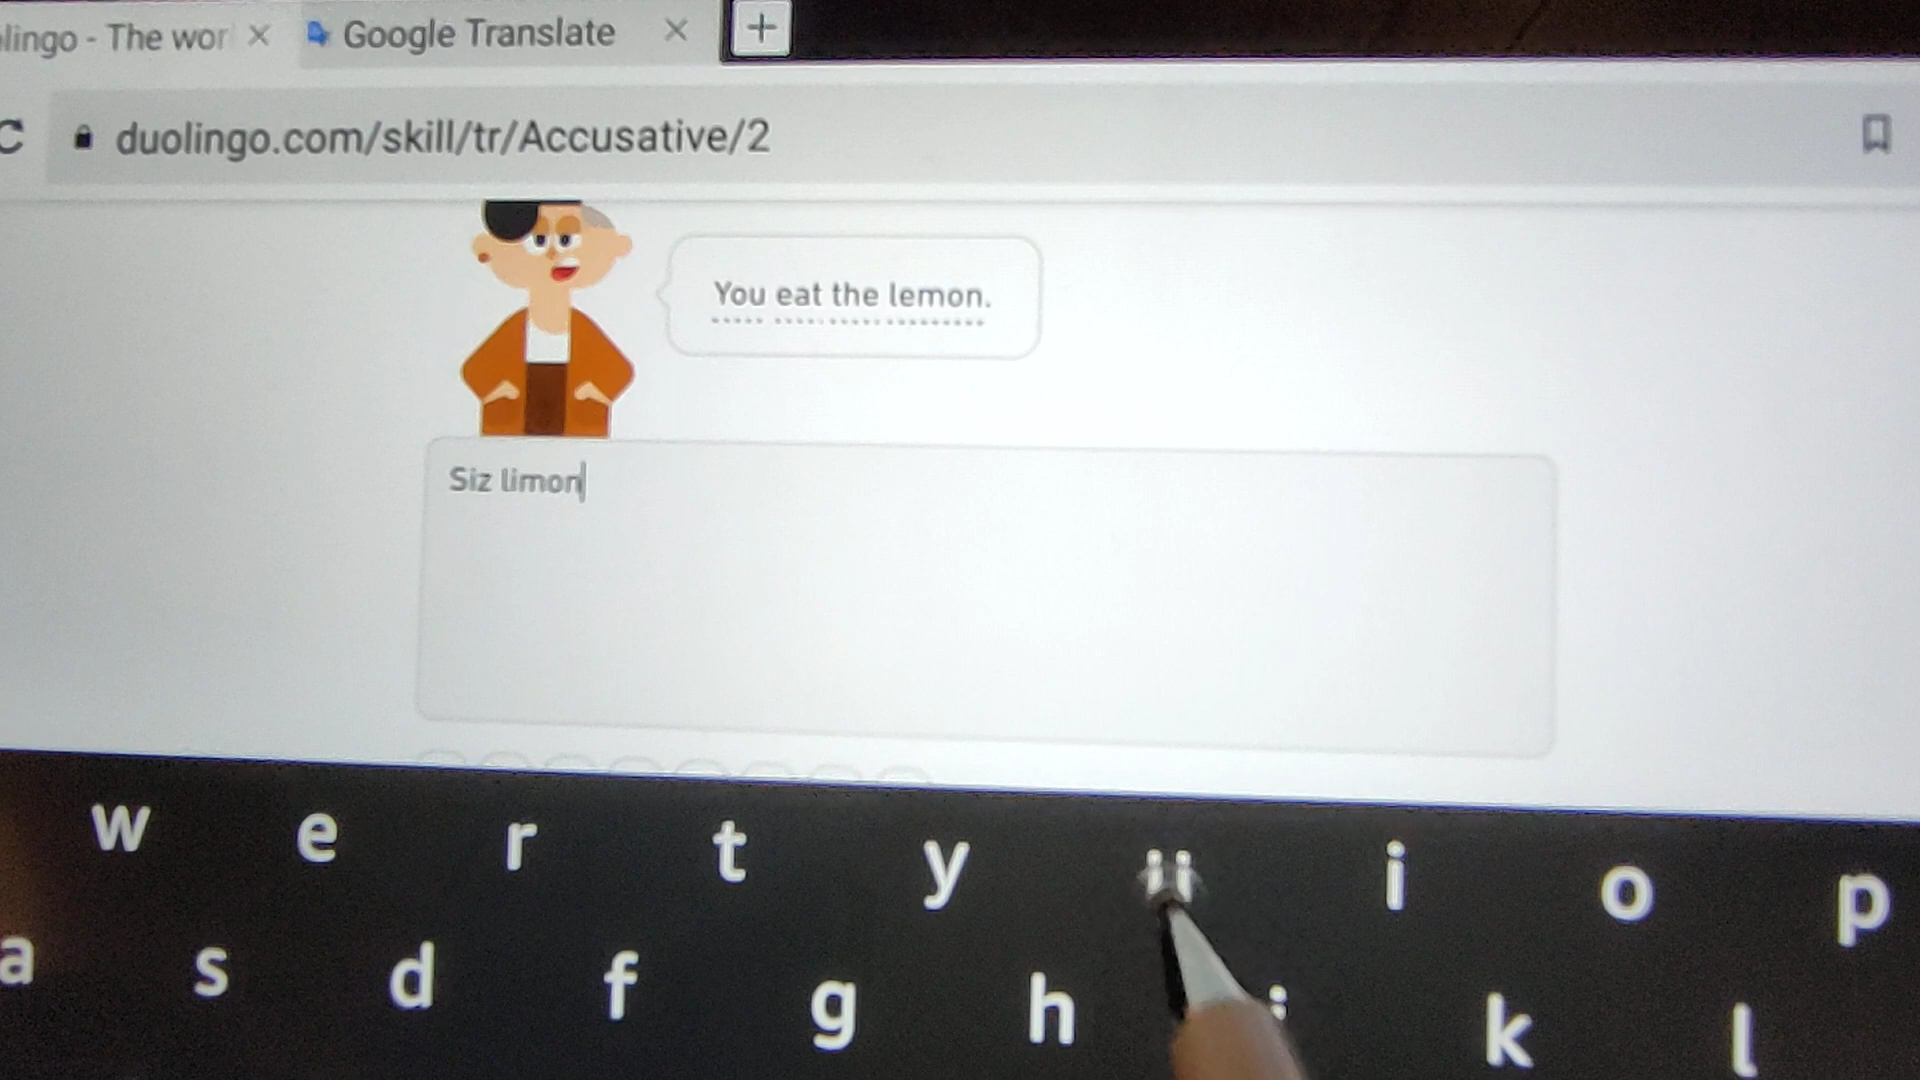 lingo - The wor
Google Translate
duolingo.com/skill/tr/Accusative/2
You eat the lemon.
Siz limon
w e r t y i o p
a s d f g h k l